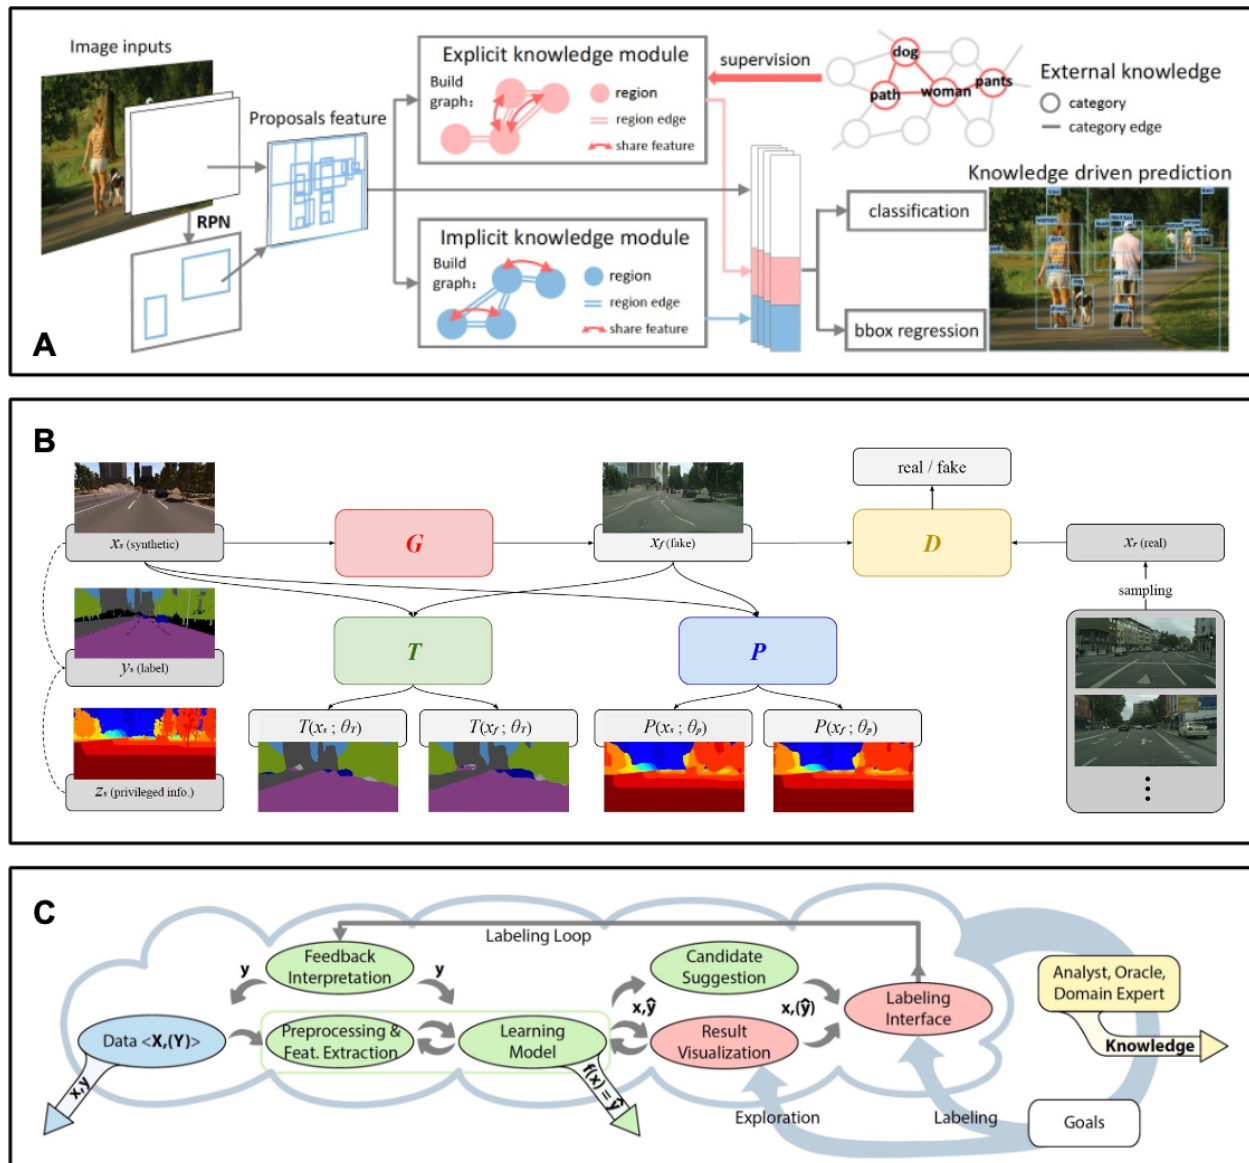 Image inputs
RPN
Proposals feature
Explicit knowledge module
Build
graph:
region
region edge
share feature
Implicit knowledge module
Build
graph:
region
region edge
share feature
supervision
dog
path
woman
pants
External knowledge
category
category edge
Knowledge driven prediction
classification
bbox regression
A
B
xs (synthetic)
G
xf (fake)
real / fake
D
xr (real)
sampling
ys (label)
T
P
T(xs ; θT)
T(xf ; θT)
P(xs ; θp)
P(xf ; θp)
zs (privileged info.)
C
Labeling Loop
Feedback
Interpretation
y
y
Candidate
Suggestion
Labeling
Interface
Analyst, Oracle,
Domain Expert
Knowledge
Data <X,(Y)>
Preprocessing &
Feat. Extraction
Learning
Model
x,ŷ
x,(ŷ)
Result
Visualization
x,y
f(x) = ŷ
Exploration
Labeling
Goals